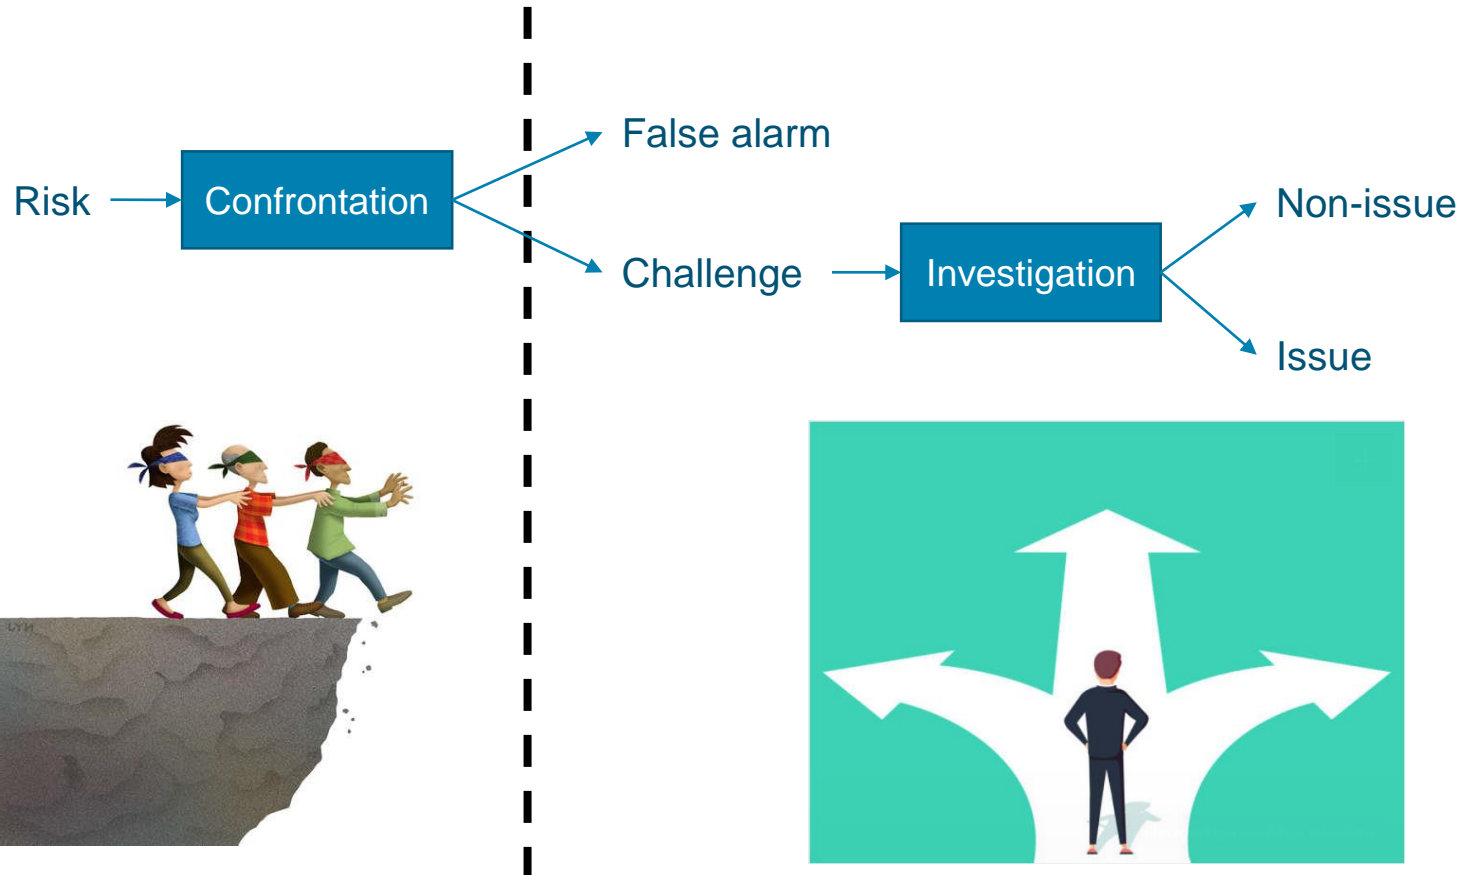 False alarm
Risk
Confrontation
Non-issue
Challenge
Investigation
Issue